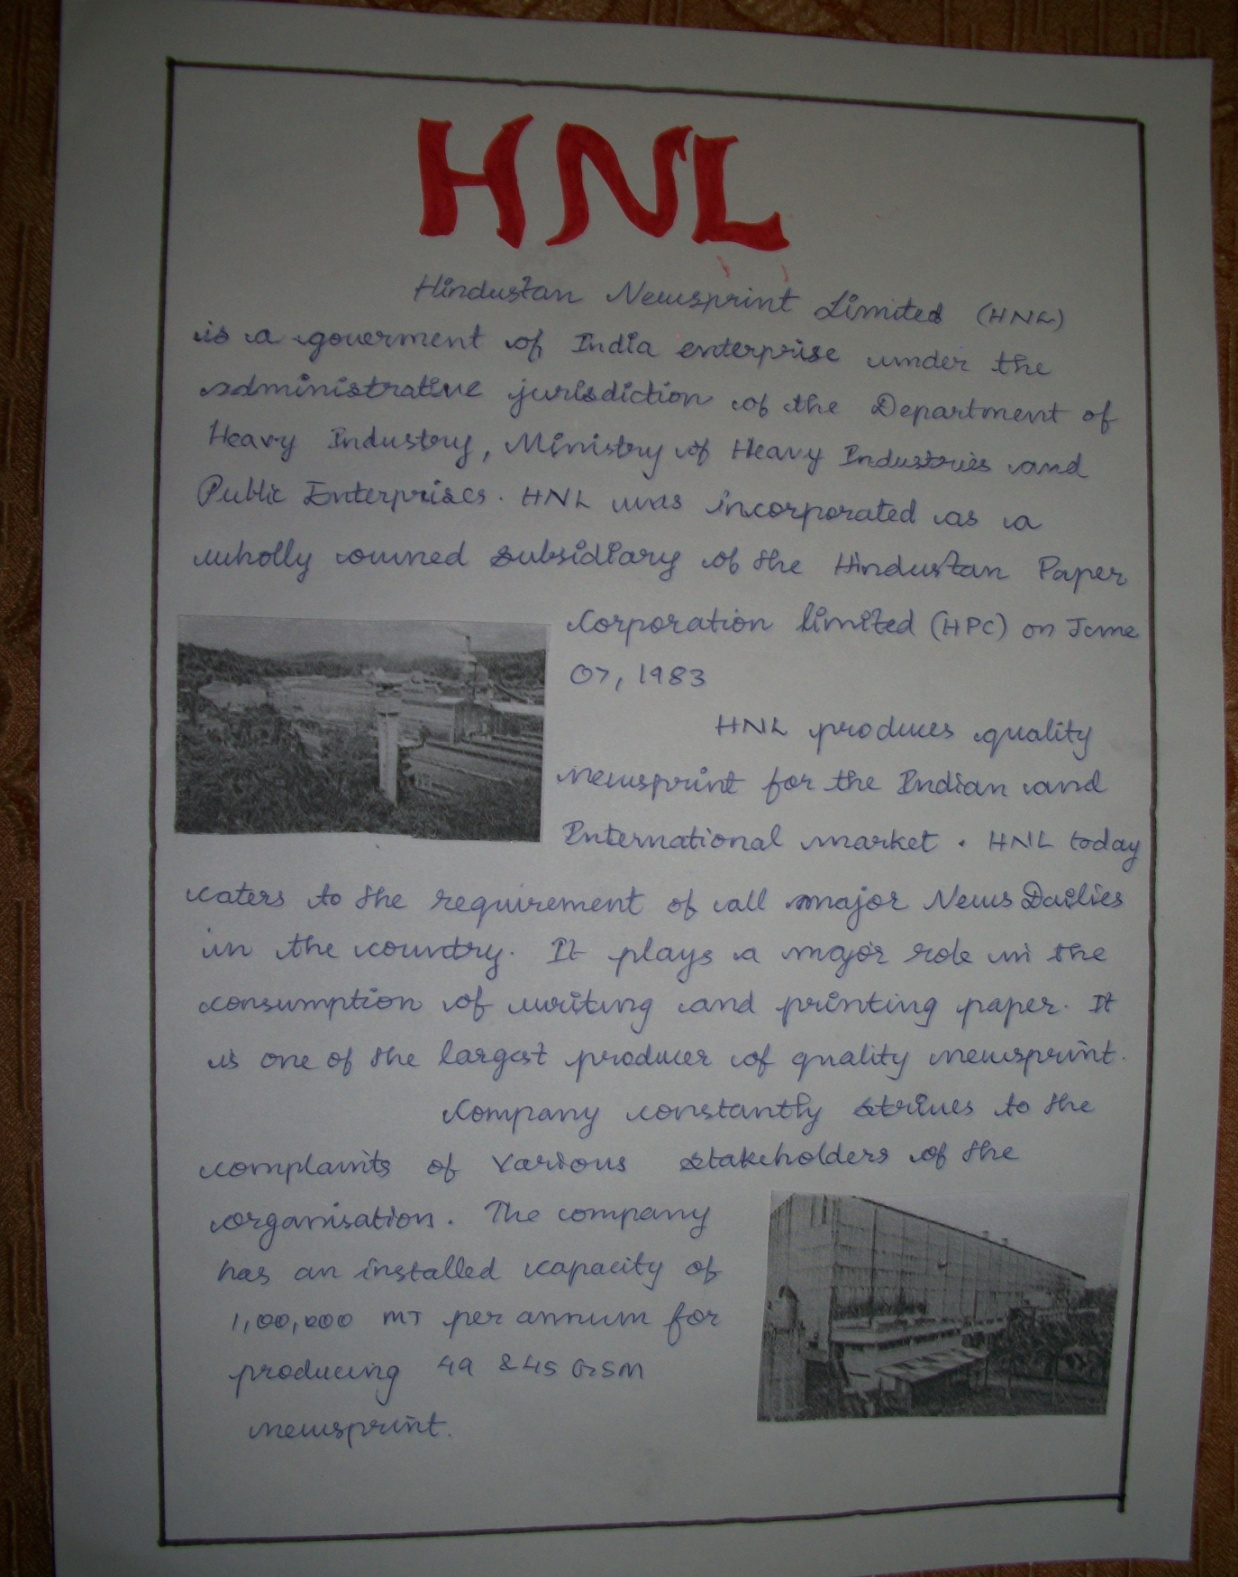 HNL
Hindustan Newsprint Limited (HNL)
is a goverment of India enterprise under the
administrative jurisdiction of the Department of
Heavy Industry, Ministry of Heavy Industries and
Public Enterprises. HNL was incorporated as a
wholly owned subsidiary of the Hindustan Paper
Corporation limited (HPC) on June
07, 1983
HNL produces quality
newsprint for the Indian and
International market. HNL today
caters to the requirement of all major News Dailies
in the country. It plays a major role in the
consumption of writing and printing paper. It
is one of the largest producer of quality newsprint.
Company constantly strives to the
complaints of various stakeholders of the
organisation. The company
has an installed capacity of
1,00,000 MT per annum for
producing 49 & 45 GSM
newsprint.